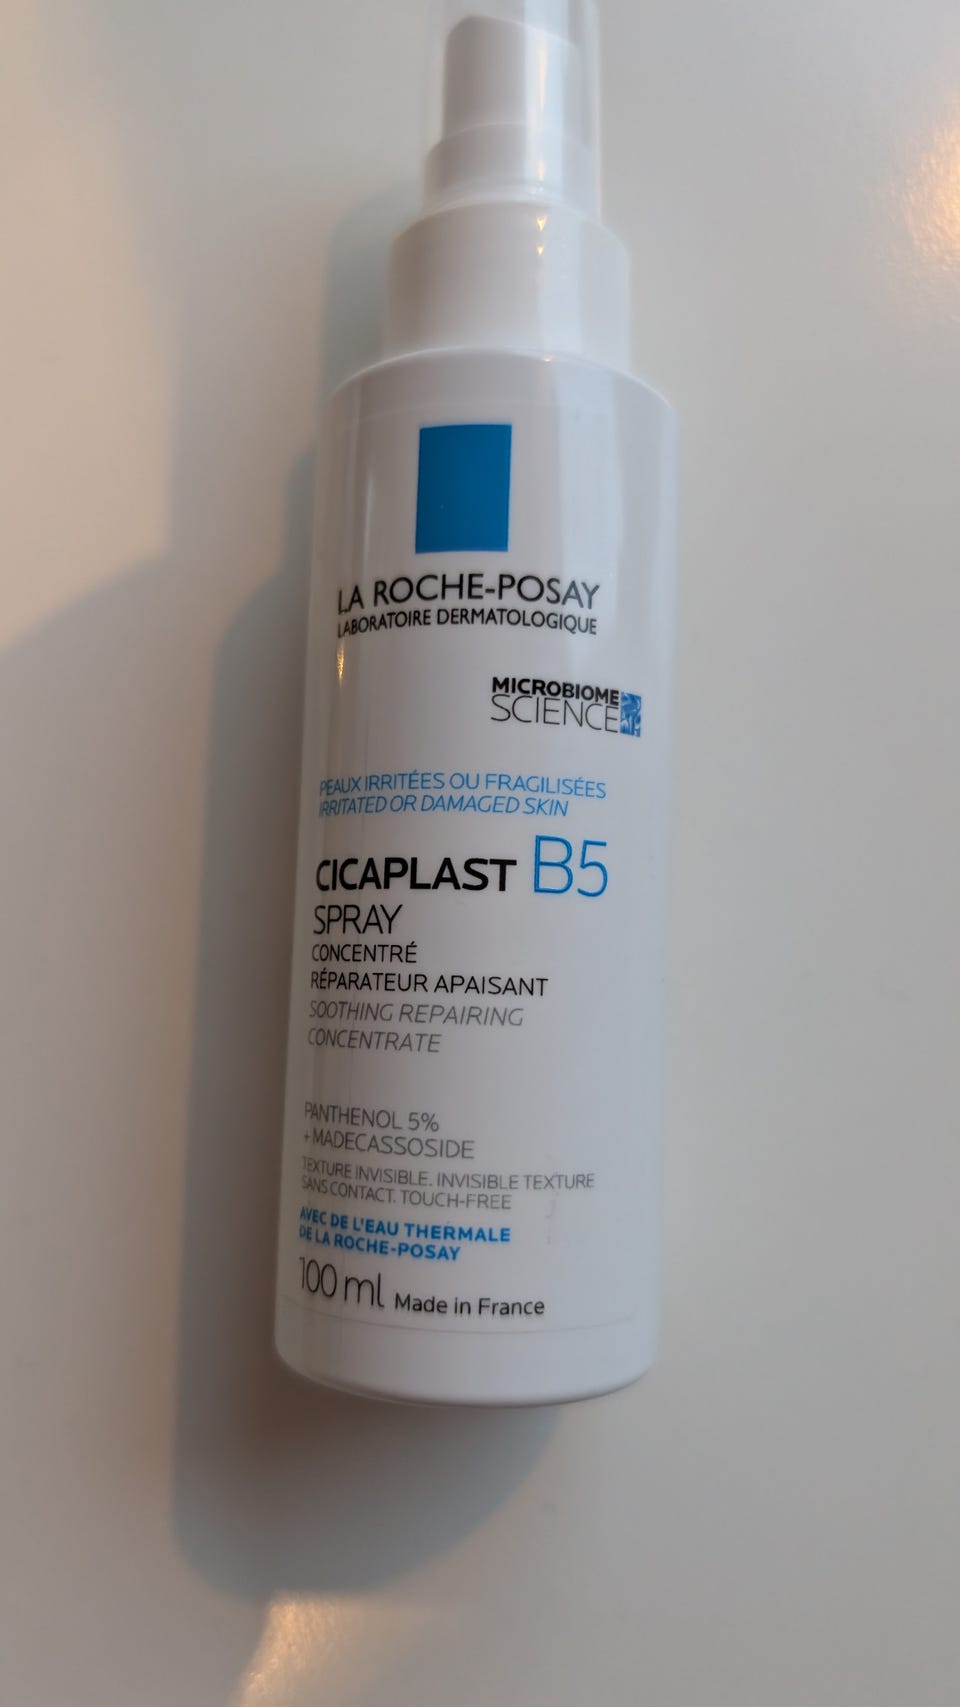 LA ROCHE-POSAY
LABORATOIRE DERMATOLOGIQUE
MICROBIOME
SCIENCE
PEAUX IRRITÉES OU FRAGILISÉES
IRRITATED OR DAMAGED SKIN
CICAPLAST B5
SPRAY
CONCENTRÉ
RÉPARATEUR APAISANT
SOOTHING REPAIRING
CONCENTRATE
PANTHENOL 5%
+ MADECASSOSIDE
TEXTURE INVISIBLE. INVISIBLE TEXTURE
SANS CONTACT. TOUCH-FREE
AVEC DE L'EAU THERMALE
DE LA ROCHE-POSAY
100 ml Made in France